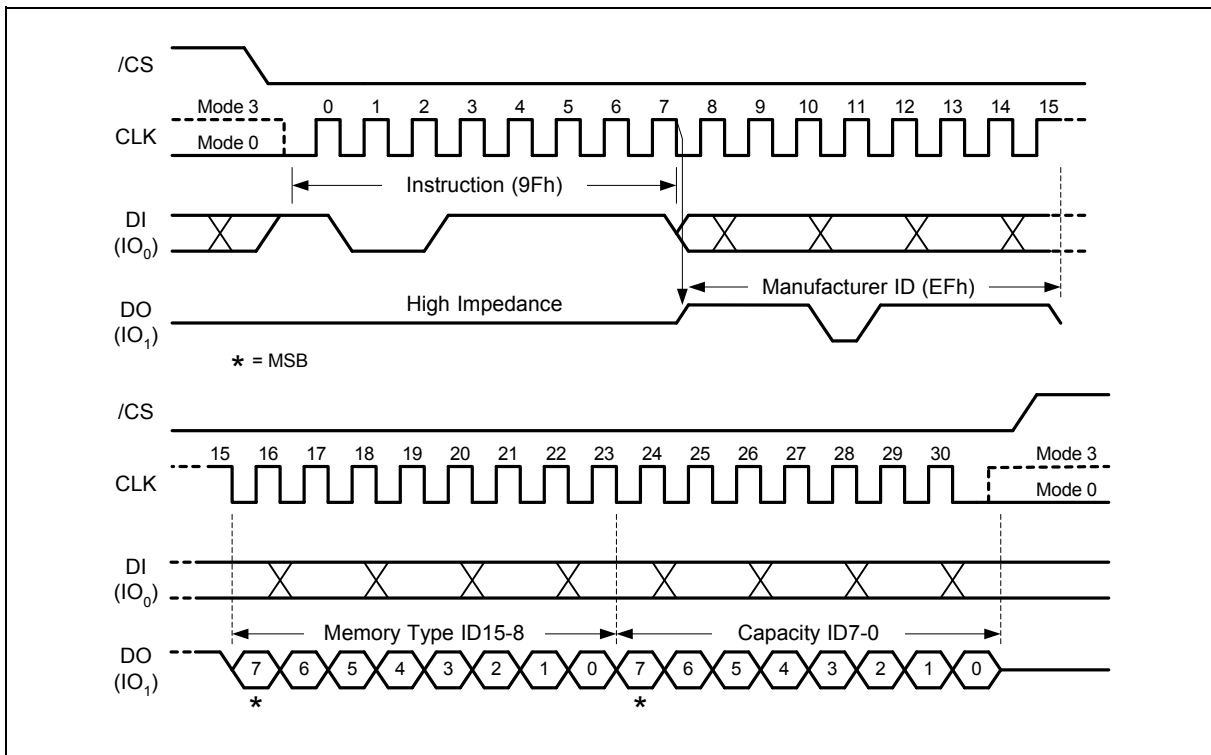 /CS
Mode 3 0 1 2 3 4 5 6 7 8 9 10 11 12 13 14 15
CLK Mode 0
Instruction (9Fh)
DI
(IO0)
Manufacturer ID (EFh)
DO High Impedance
(IO1)
* = MSB
/CS
15 16 17 18 19 20 21 22 23 24 25 26 27 28 29 30 Mode 3
CLK Mode 0
DI
(IO0)
Memory Type ID15-8 Capacity ID7-0
DO 7 6 5 4 3 2 1 0 7 6 5 4 3 2 1 0
(IO1)
* *